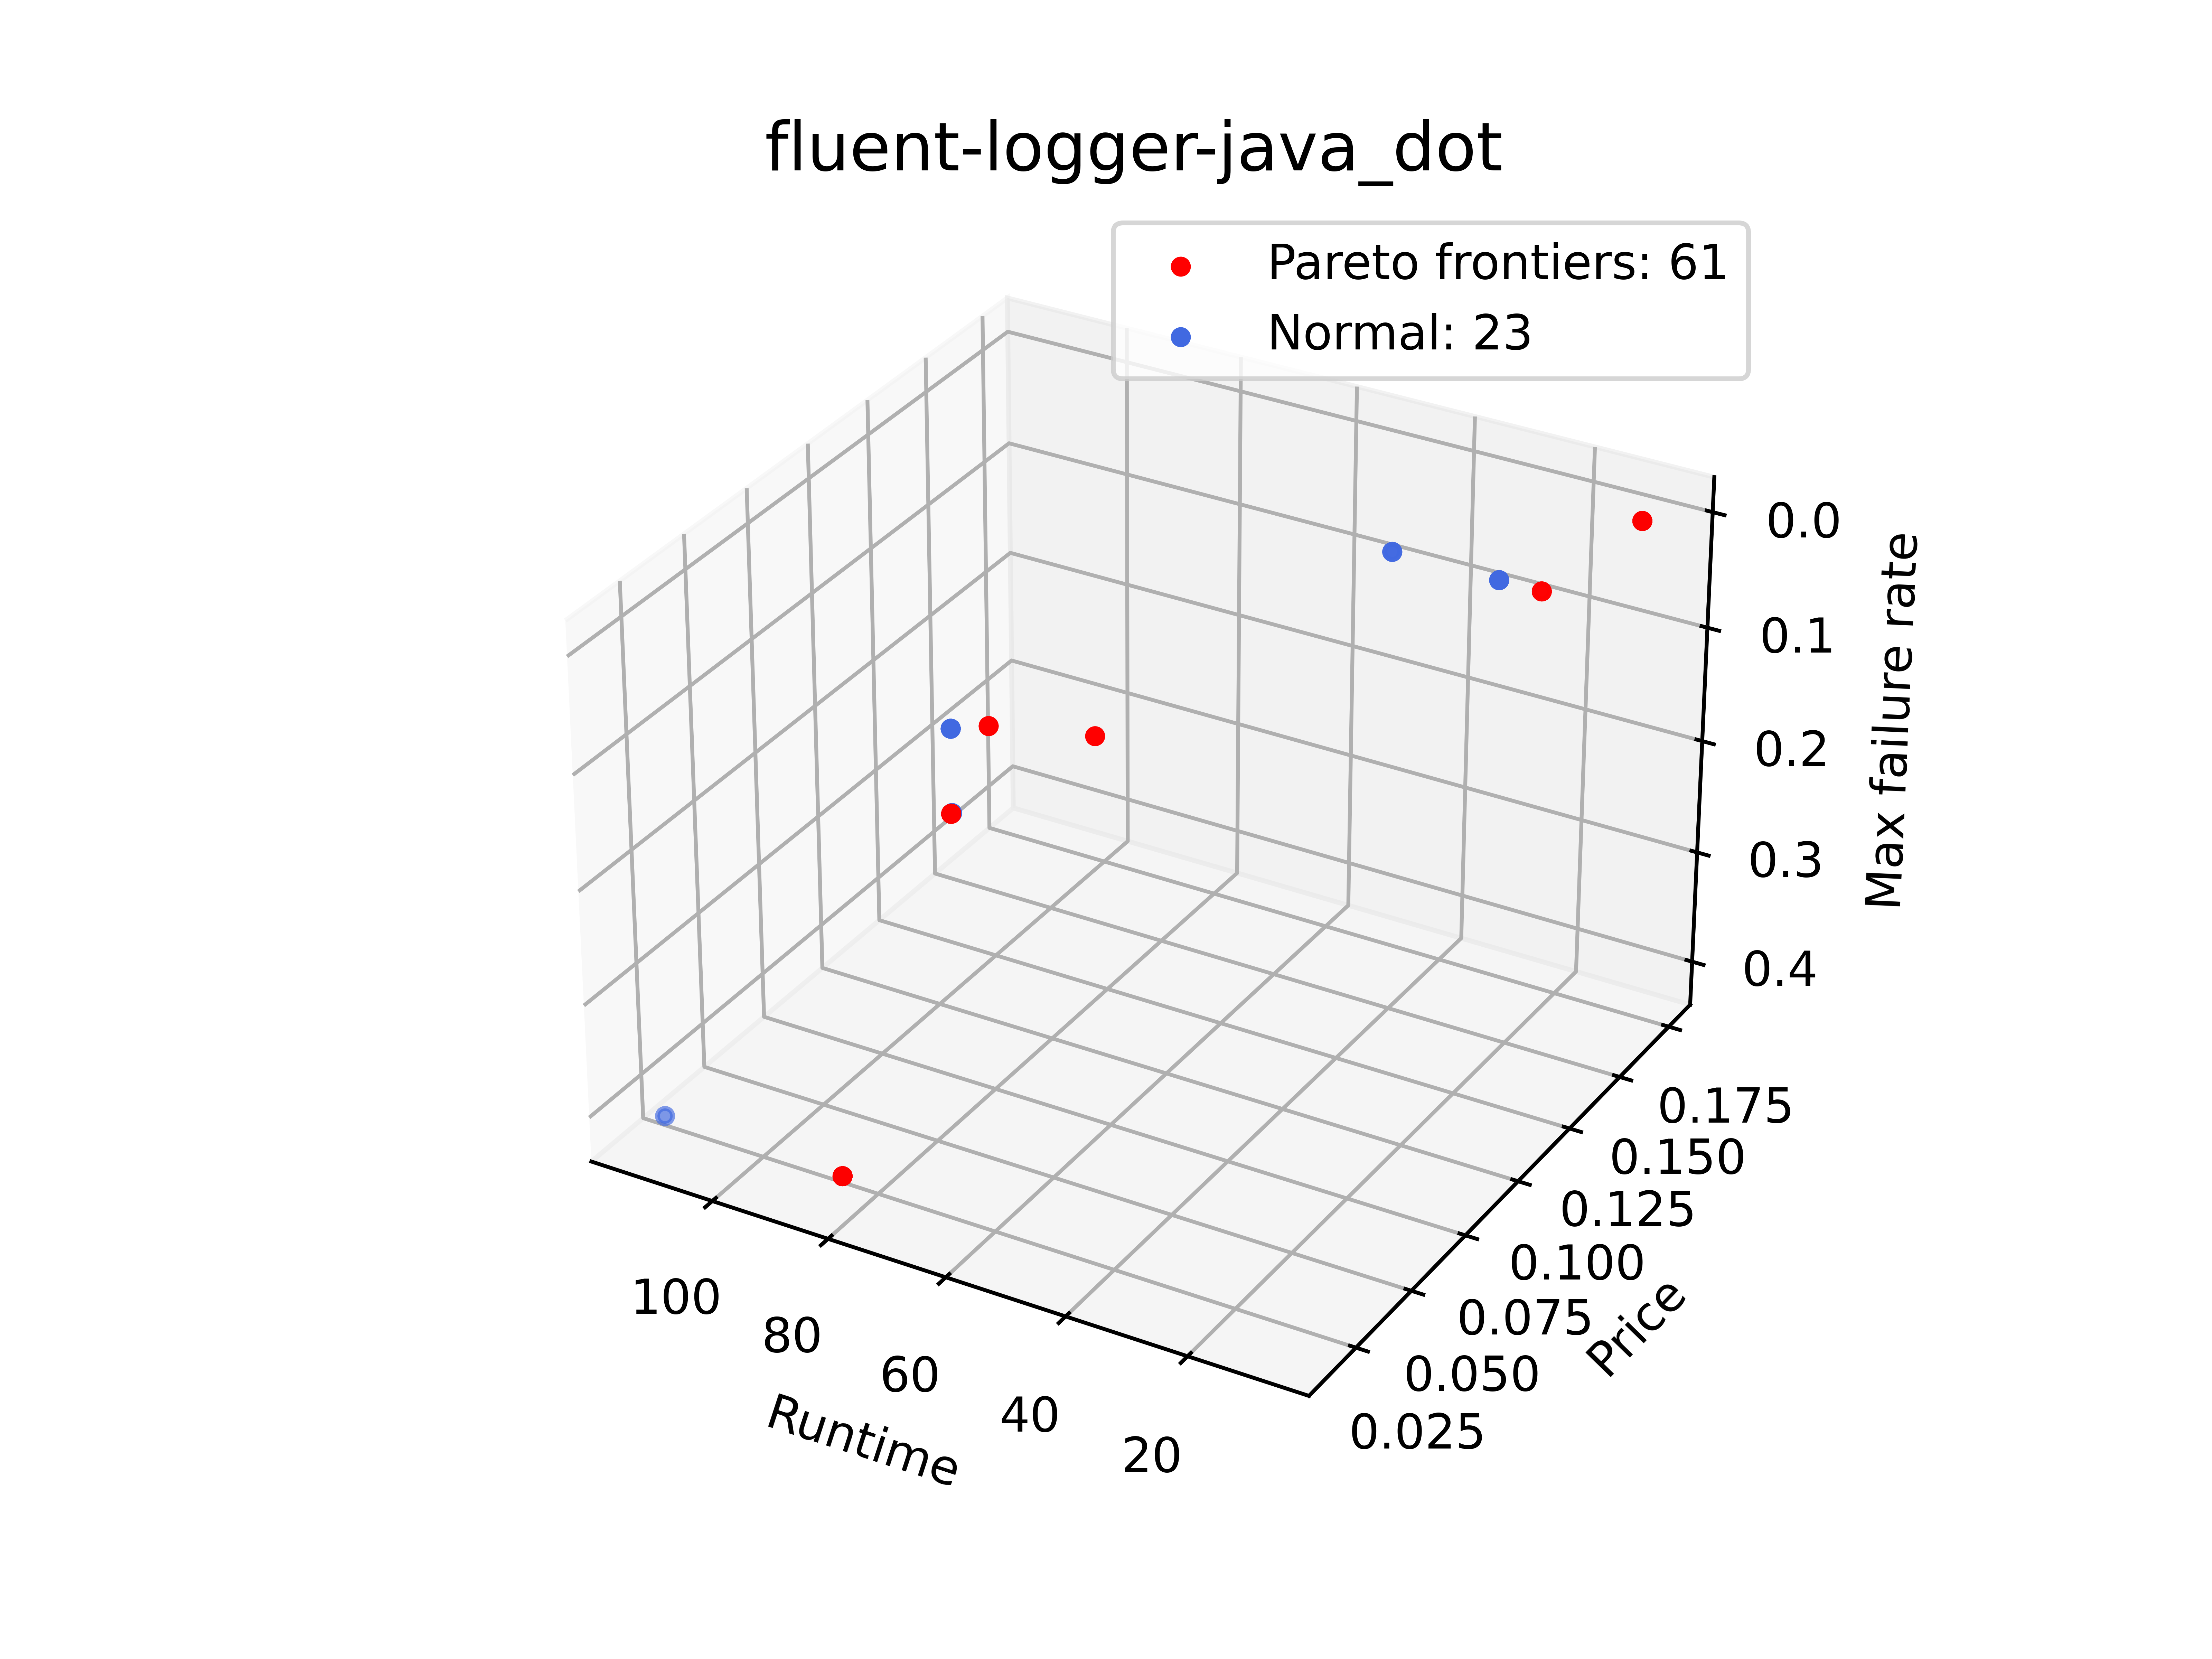 fluent-logger-java_dot
Pareto frontiers: 61
Normal: 23
0.0
0.1
0.2
0.3
0.4
Max failure rate
0.175
0.150
0.125
0.100
0.075
0.050
0.025
Price
100
80
60
40
20
Runtime